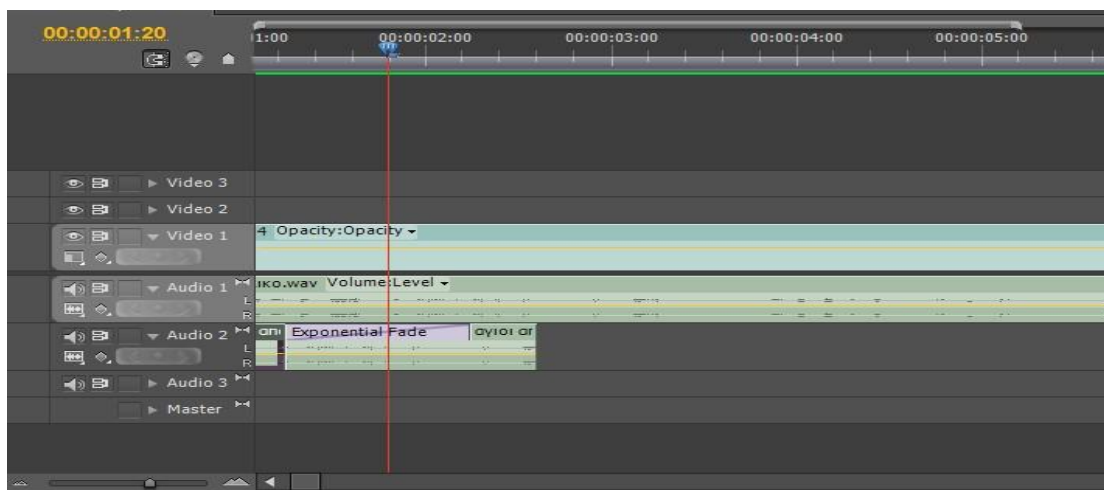 00:00:01:20
1:00 00:00:02:00 00:00:03:00 00:00:04:00 00:00:05:00
Video 3
Video 2
Video 1 4 Opacity:Opacity
Audio 1 .wav Volume:Level
L
R
Audio 2 Exponential Fade
L
R
Audio 3
Master